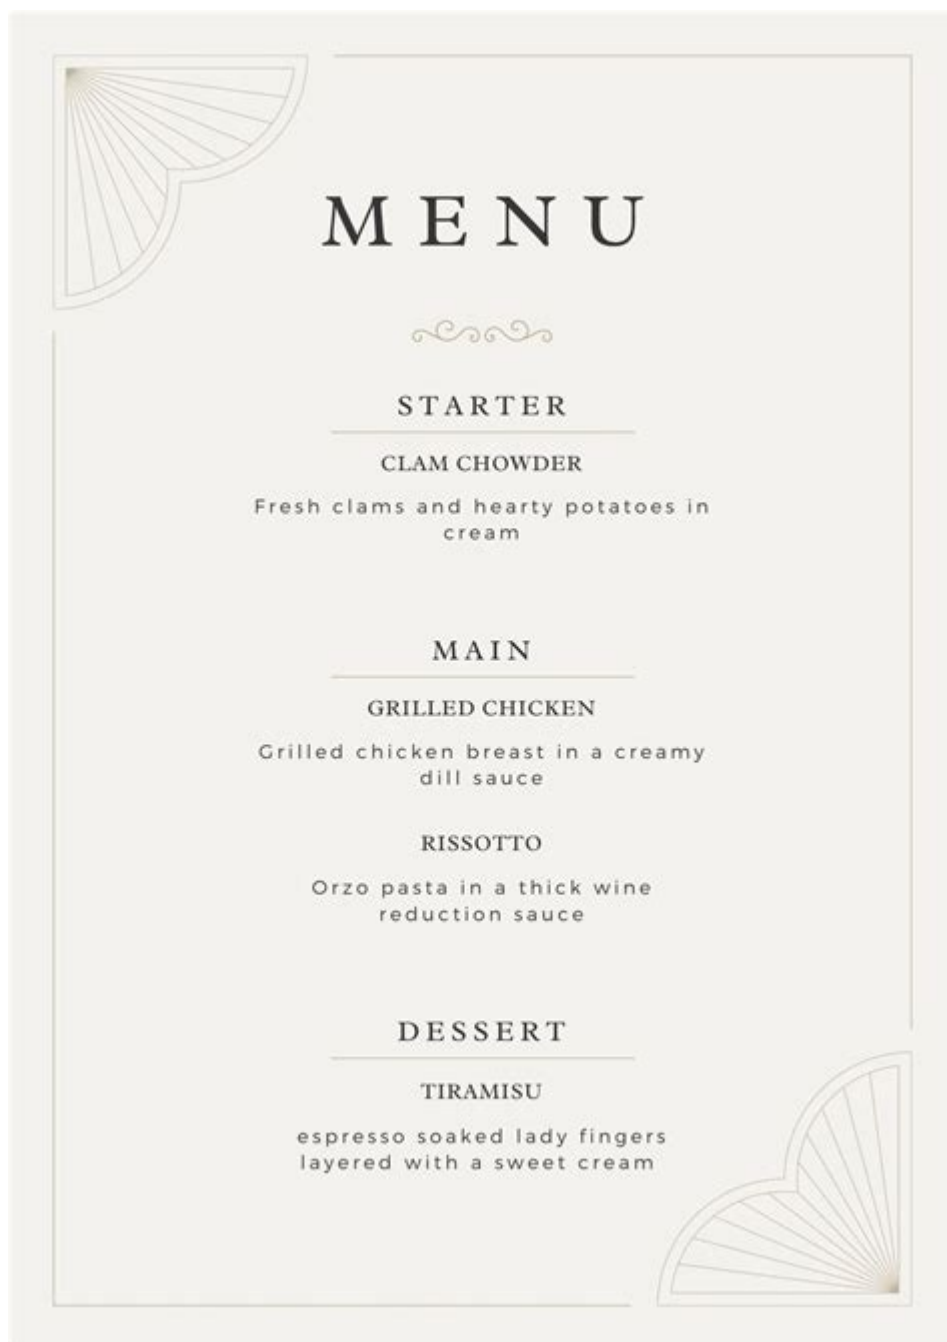 MENU
STARTER
CLAM CHOWDER
Fresh clams and hearty potatoes in
cream
MAIN
GRILLED CHICKEN
Grilled chicken breast in a creamy
dill sauce
RISSOTTO
Orzo pasta in a thick wine
reduction sauce
DESSERT
TIRAMISU
espresso soaked lady fingers
layered with a sweet cream